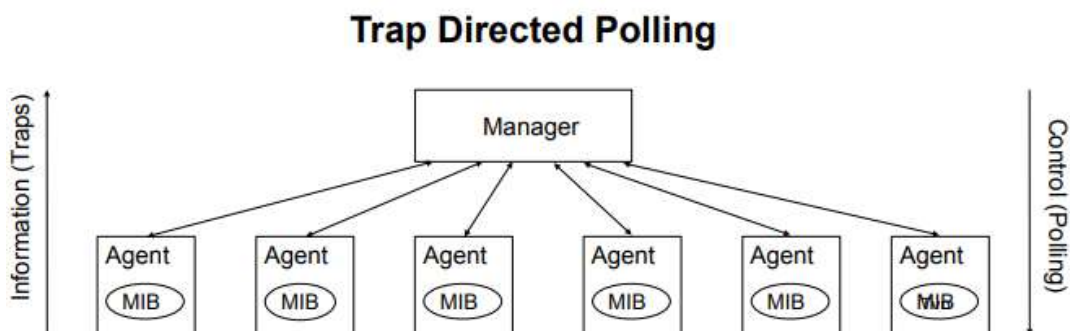 Trap Directed Polling
Manager
Information (Traps)
Control (Polling)
Agent
Agent
Agent
Agent
Agent
Agent
MIB
MIB
MIB
MIB
MIB
MIB